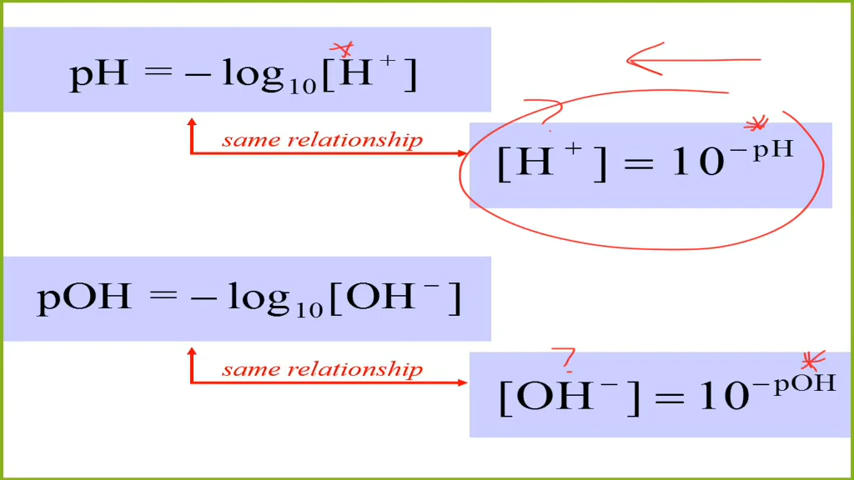 pH = – log₁₀[H⁺]
same relationship
?
[H⁺] = 10⁻ᵖᴴ
pOH = – log₁₀[OH⁻]
same relationship
?
[OH⁻] = 10⁻ᵖᴼᴴ